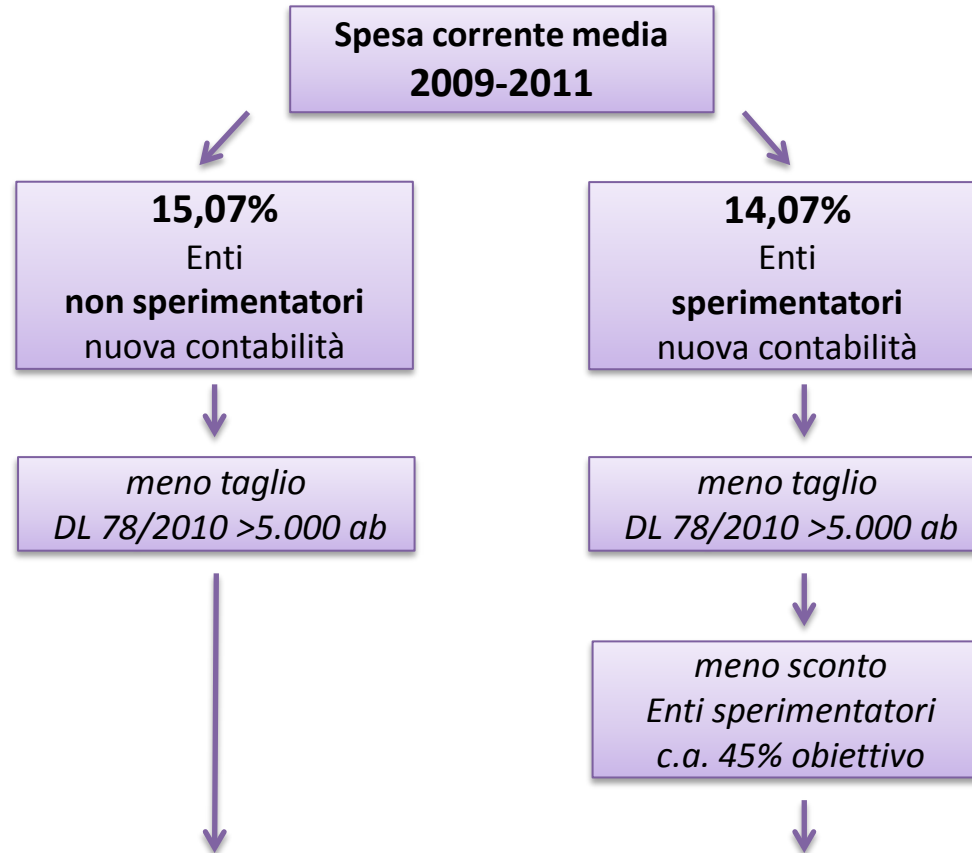 Spesa corrente media
2009-2011
15,07%
Enti
non sperimentatori
nuova contabilità
14,07%
Enti
sperimentatori
nuova contabilità
meno taglio
DL 78/2010 >5.000 ab
meno taglio
DL 78/2010 >5.000 ab
meno sconto
Enti sperimentatori
c.a. 45% obiettivo